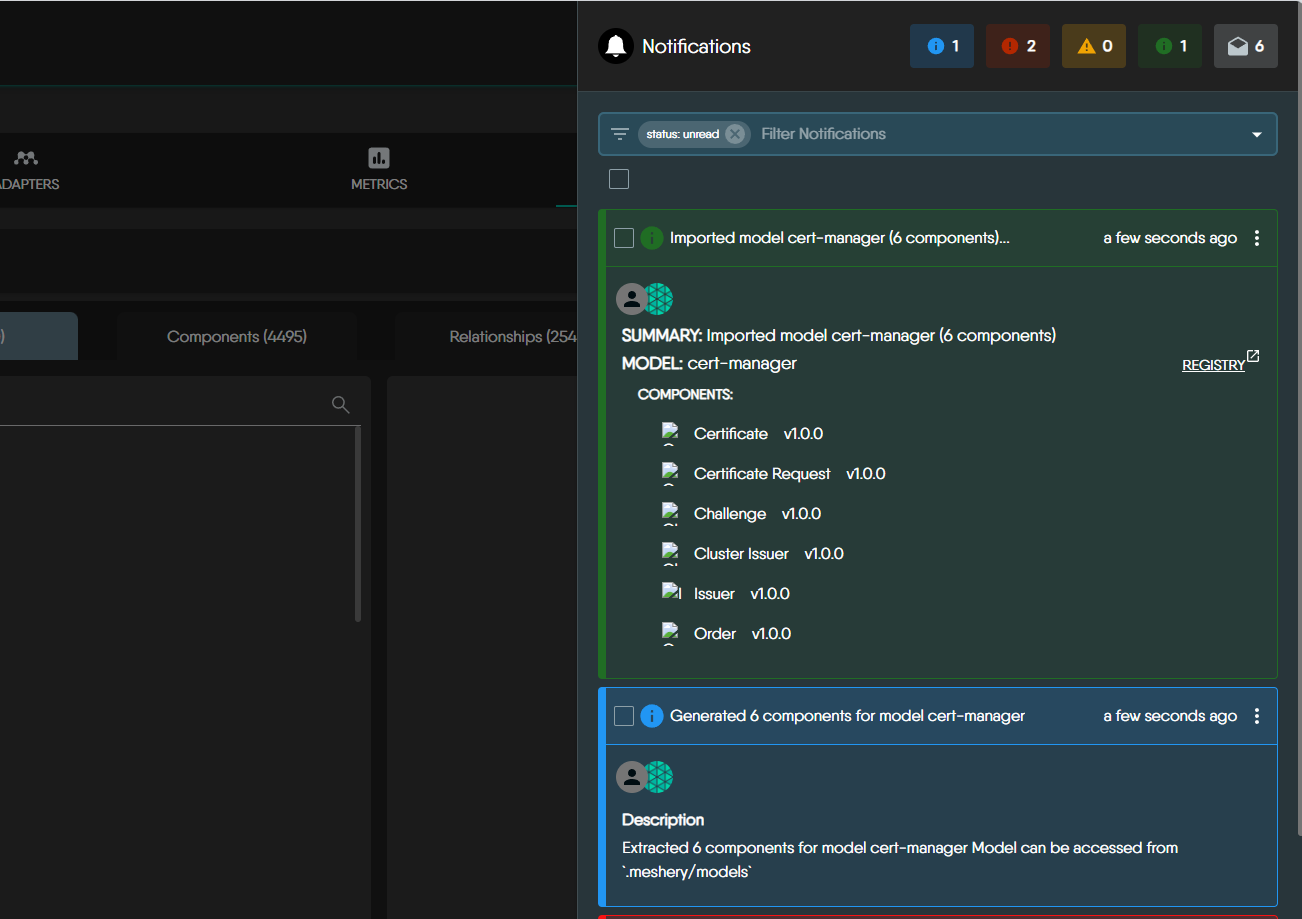 Notifications
1
2
0
1
6
status: unread
Filter Notifications
METRICS
Imported model cert-manager (6 components)...
a few seconds ago
Components (4495)
SUMMARY: Imported model cert-manager (6 components)
MODEL: cert-manager
REGISTRY
COMPONENTS:
Certificate v1.0.0
Certificate Request v1.0.0
Challenge v1.0.0
Cluster Issuer v1.0.0
Issuer v1.0.0
Order v1.0.0
Relationships (254
DAPTERS
Generated 6 components for model cert-manager
a few seconds ago
Description
Extracted 6 components for model cert-manager Model can be accessed from
`.meshery/models`